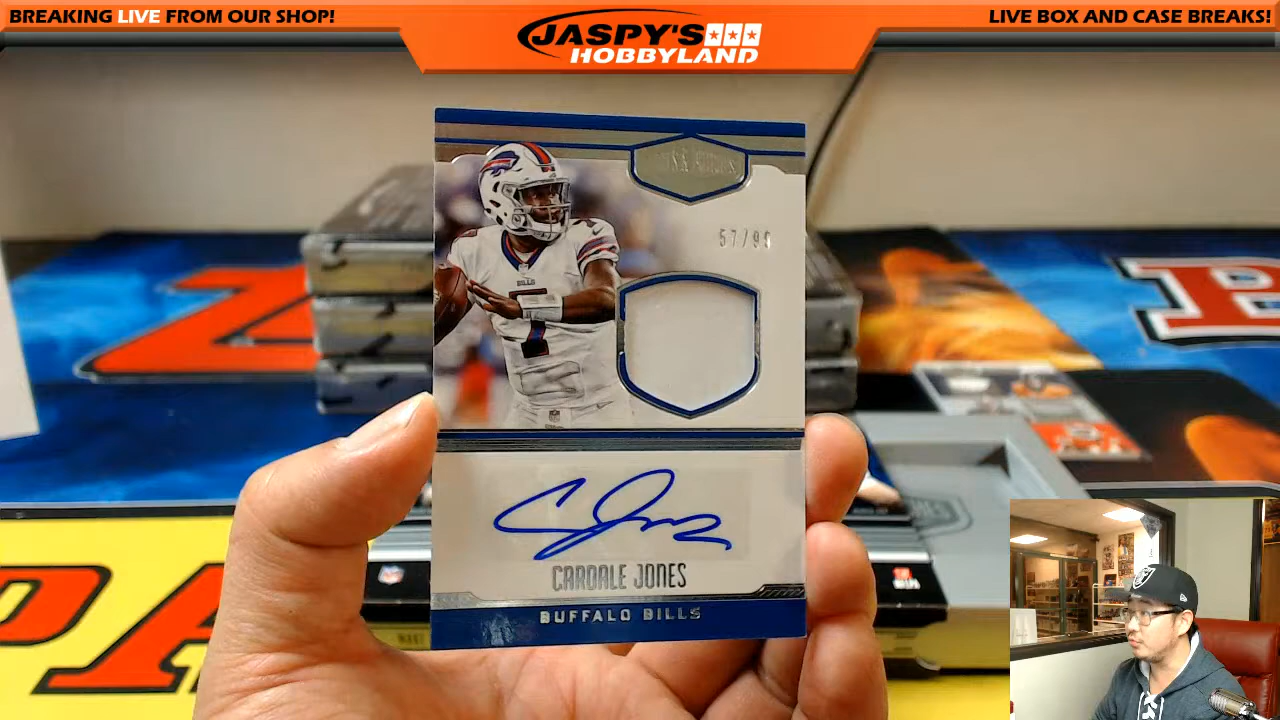 BREAKING LIVE FROM OUR SHOP!
JASPY'S
HOBBYLAND
LIVE BOX AND CASE BREAKS!
57/99
BILLS
7
CARDALE JONES
BUFFALO BILLS